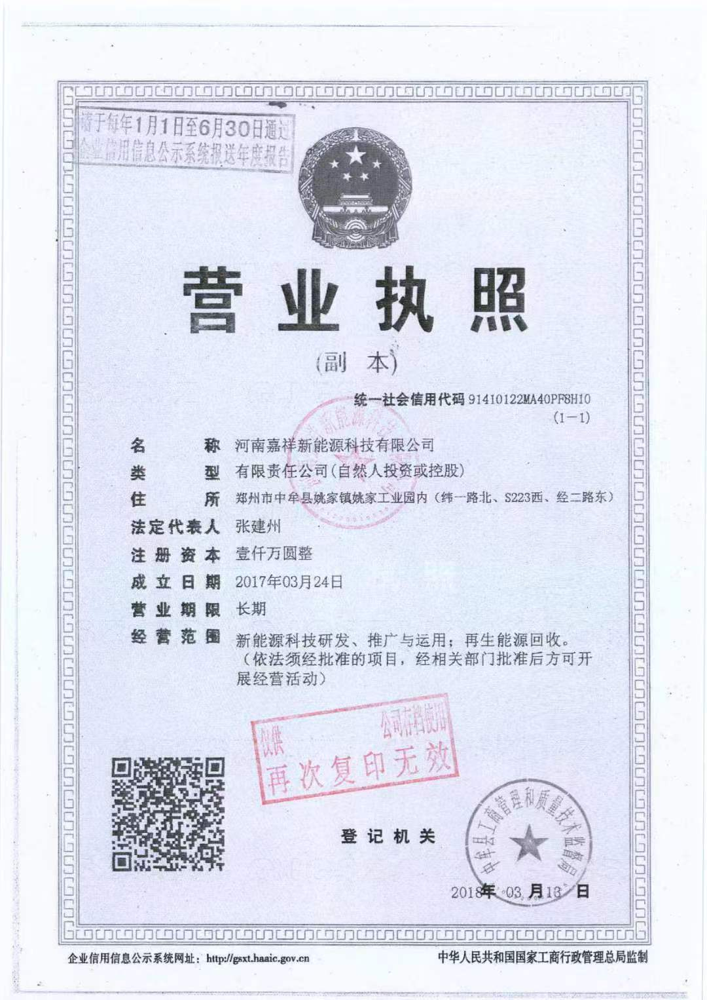 请于每年1月1日至6月30日通过
企业信用信息公示系统报送年度报告
营业执照
(副 本)
统一社会信用代码 91410122MA40PF8H10
(1-1)
名称 河南嘉祥新能源科技有限公司
类型 有限责任公司(自然人投资或控股)
住所 郑州市中牟县姚家镇姚家工业园内（纬一路北、S223西、经二路东）
法定代表人 张建州
注册资本 壹仟万圆整
成立日期 2017年03月24日
营业期限 长期
经营范围 新能源科技研发、推广与运用；再生能源回收。
（依法须经批准的项目，经相关部门批准后方可开
展经营活动）
仅供 公司存档使用
再次复印无效
登记机关
中牟县工商管理和质量技术监督局
2018年 03月13日
企业信用信息公示系统网址：http://gsxt.haaic.gov.cn
中华人民共和国国家工商行政管理总局监制